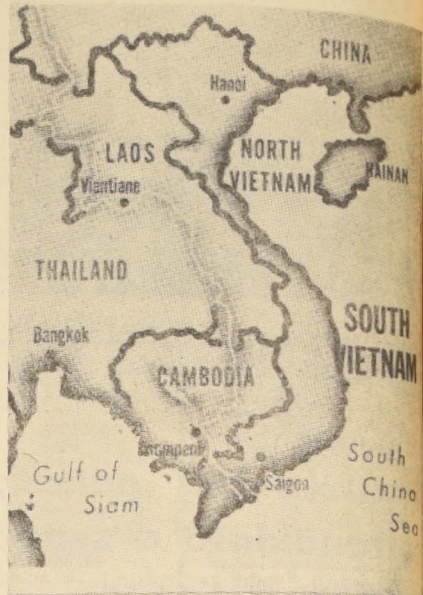 CHINA
Hanoi
LAOS
NORTH
VIETNAM
HAINAN
Vientiane
THAILAND
SOUTH
VIETNAM
Bangkok
CAMBODIA
Gulf of
Siam
Saigon
South
China
Sea